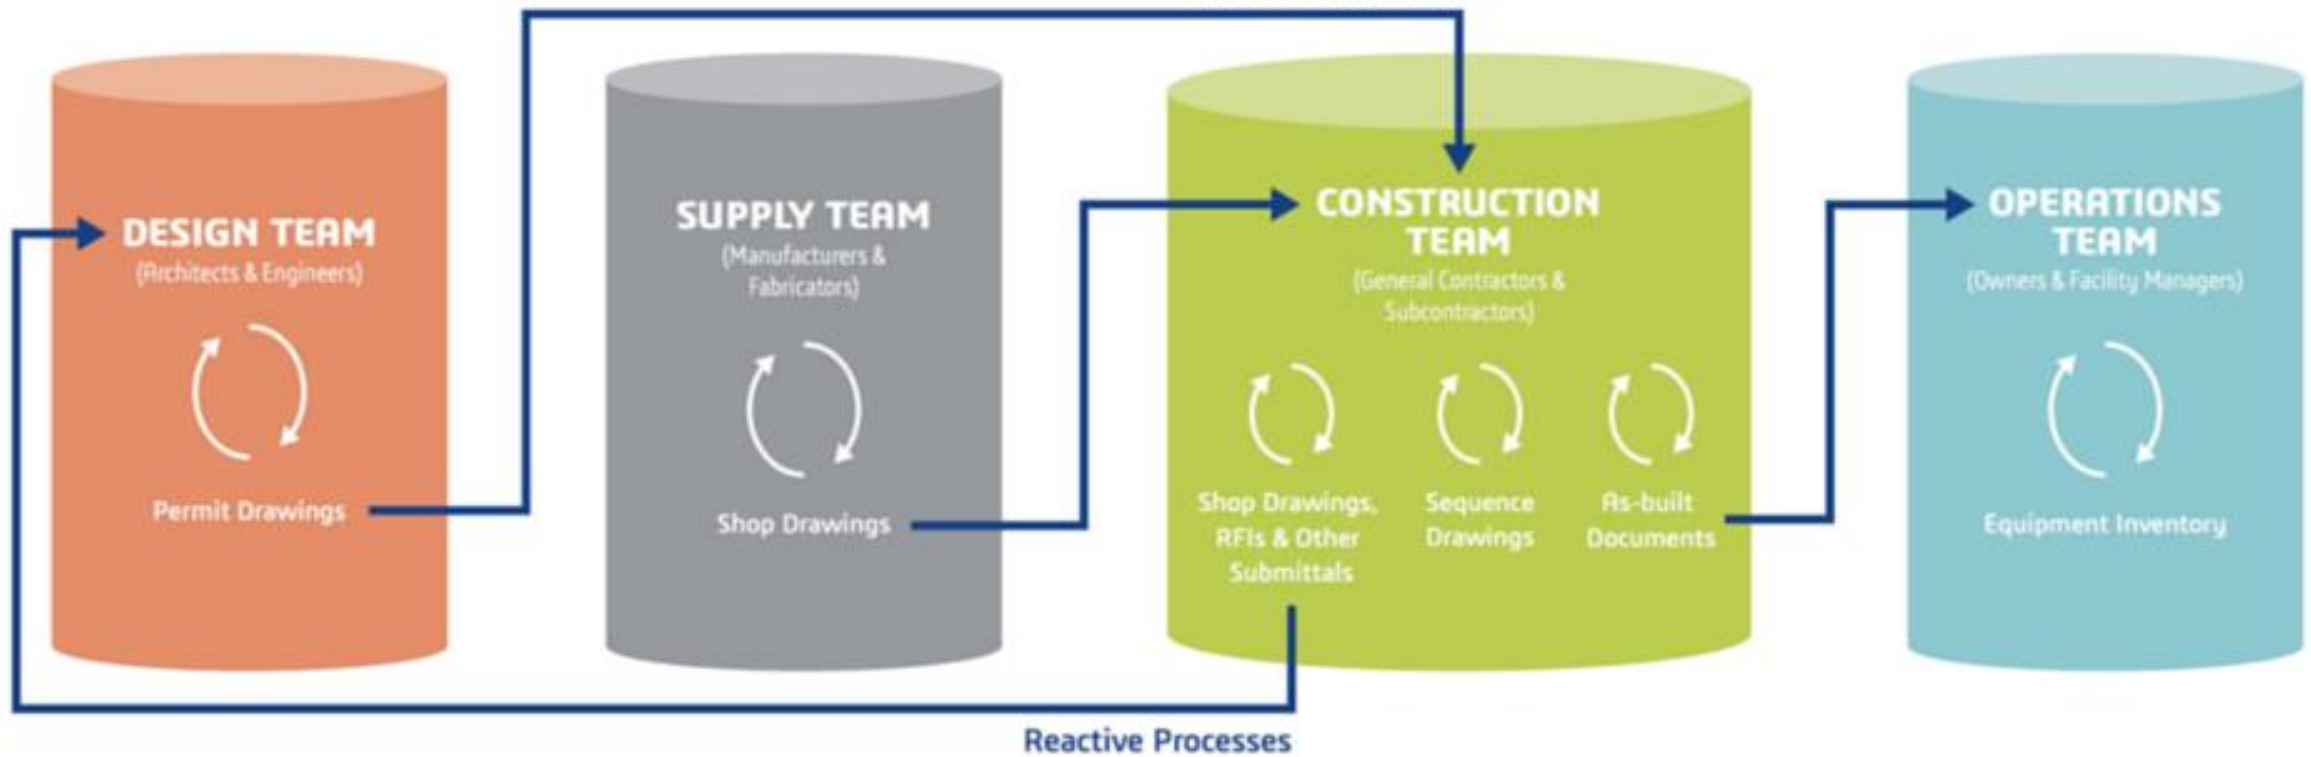 DESIGN TEAM
(Architects & Engineers)
Permit Drawings
SUPPLY TEAM
(Manufacturers &
Fabricators)
Shop Drawings
CONSTRUCTION
TEAM
(General Contractors &
Subcontractors)
Shop Drawings,
RFIs & Other
Submittals
Sequence
Drawings
As-built
Documents
OPERATIONS
TEAM
(Owners & Facility Managers)
Equipment Inventory
Reactive Processes